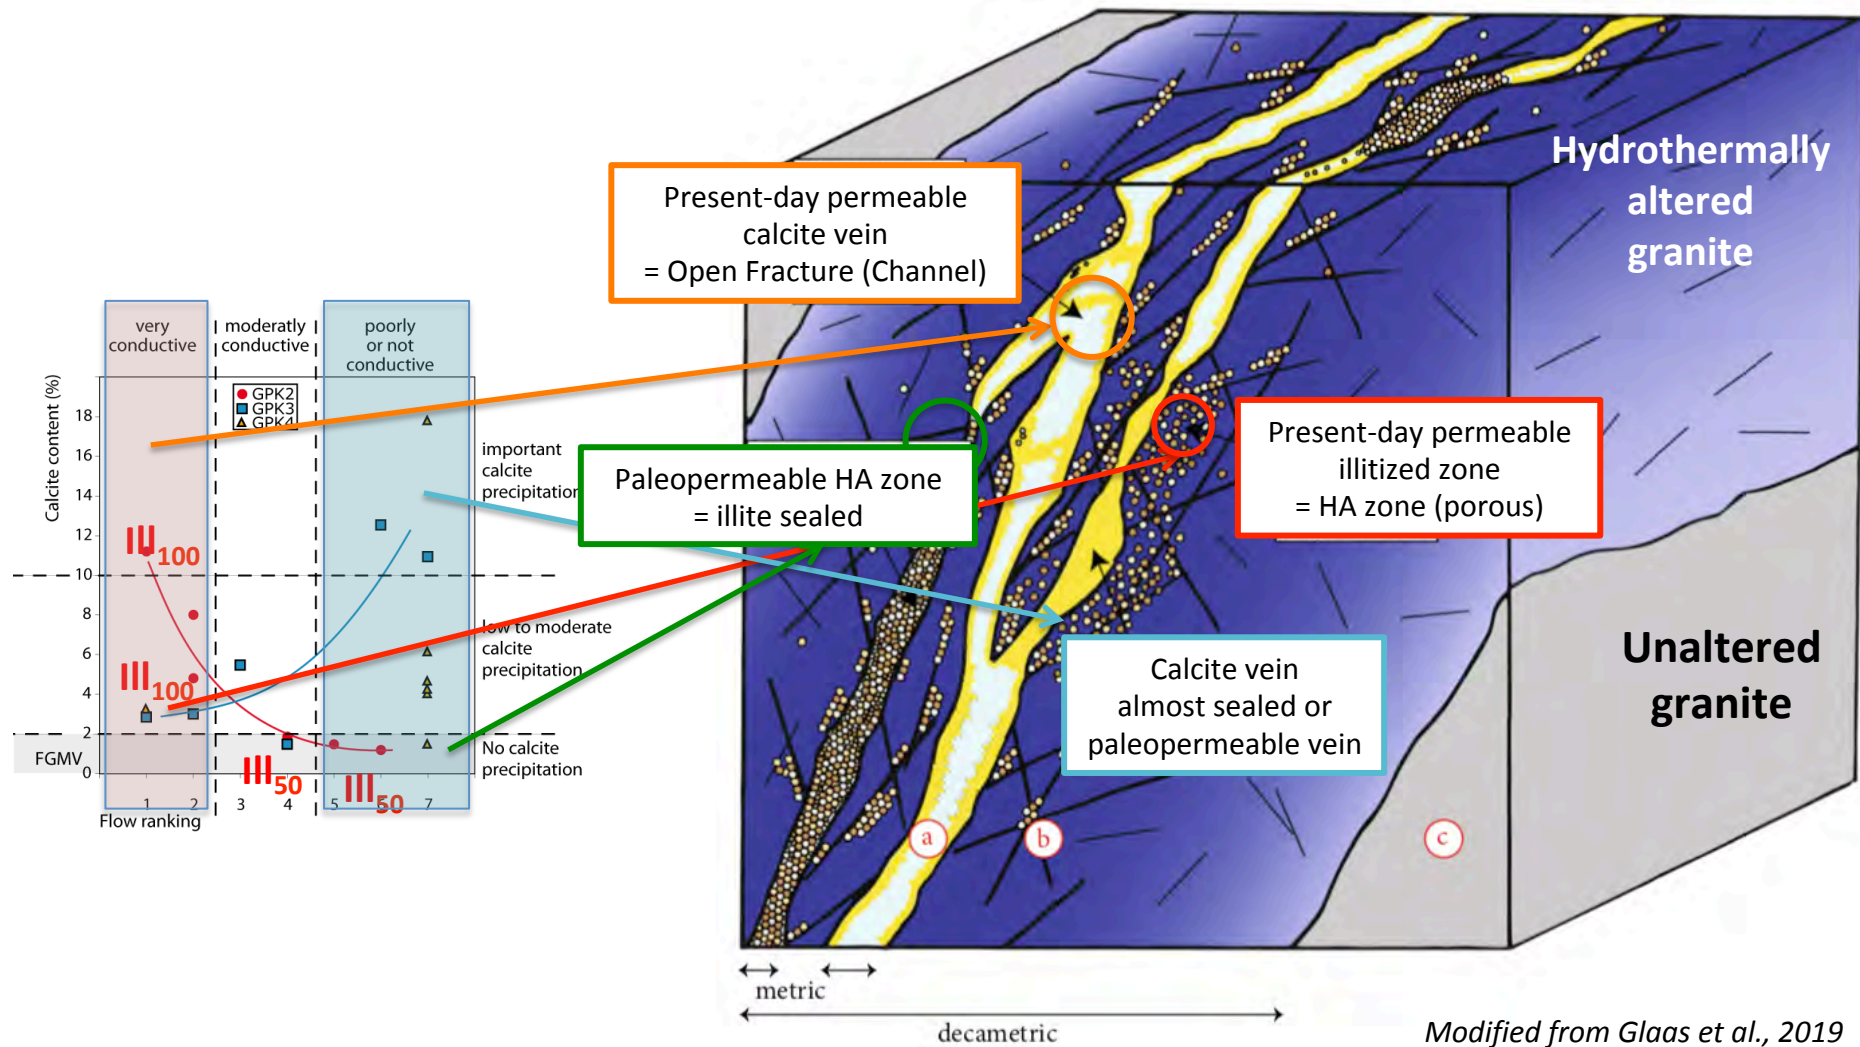 very
conductive
moderatly
conductive
poorly
or not
conductive
Calcite content (%)
GPK2
GPK3
GPK4
18
16
14
12
10
8
6
4
2
0
FGMV
III100
III100
III50
III50
important
calcite
precipitation
low to moderate
calcite
precipitation
No calcite
precipitation
1 2 3 4 5 6 7
Flow ranking
Present-day permeable
calcite vein
= Open Fracture (Channel)
Paleopermeable HA zone
= illite sealed
Present-day permeable
illitized zone
= HA zone (porous)
Calcite vein
almost sealed or
paleopermeable vein
Hydrothermally
altered
granite
Unaltered
granite
a
b
c
metric
decametric
Modified from Glaas et al., 2019